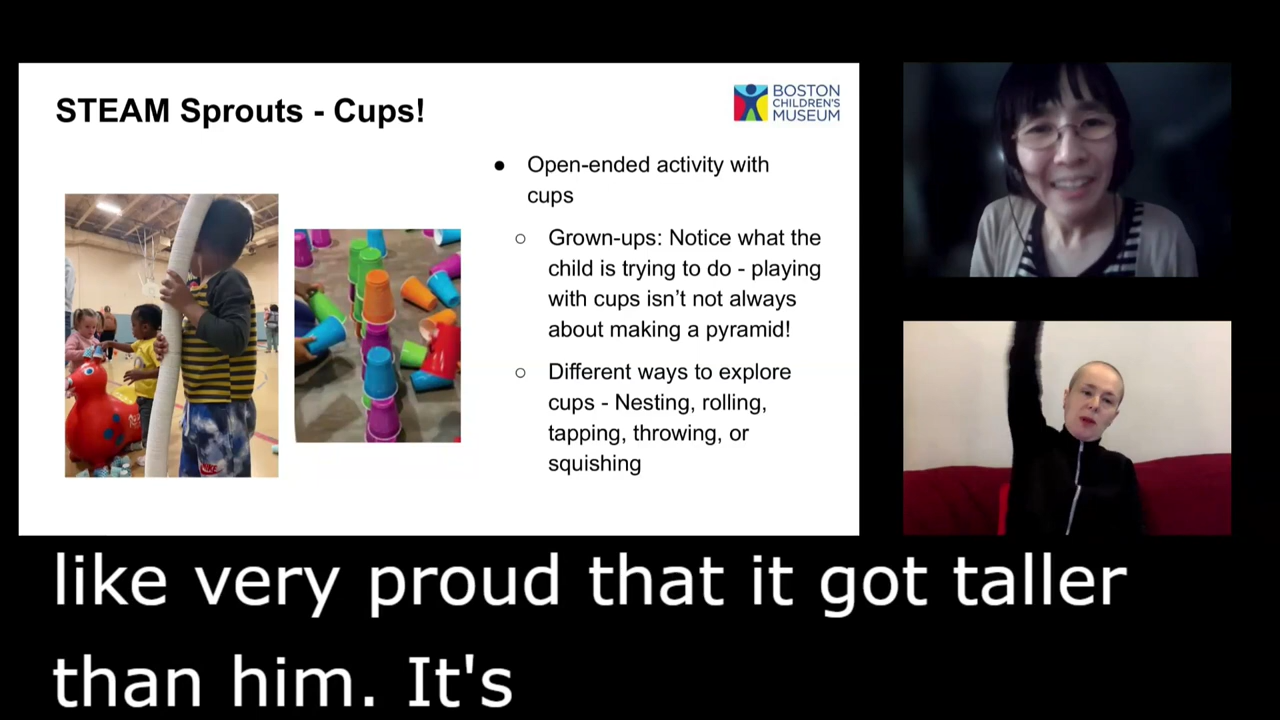 STEAM Sprouts - Cups!
BOSTON
CHILDREN'S
MUSEUM
● Open-ended activity with
cups
○ Grown-ups: Notice what the
child is trying to do - playing
with cups isn’t not always
about making a pyramid!
○ Different ways to explore
cups - Nesting, rolling,
tapping, throwing, or
squishing
like very proud that it got taller
than him. It's